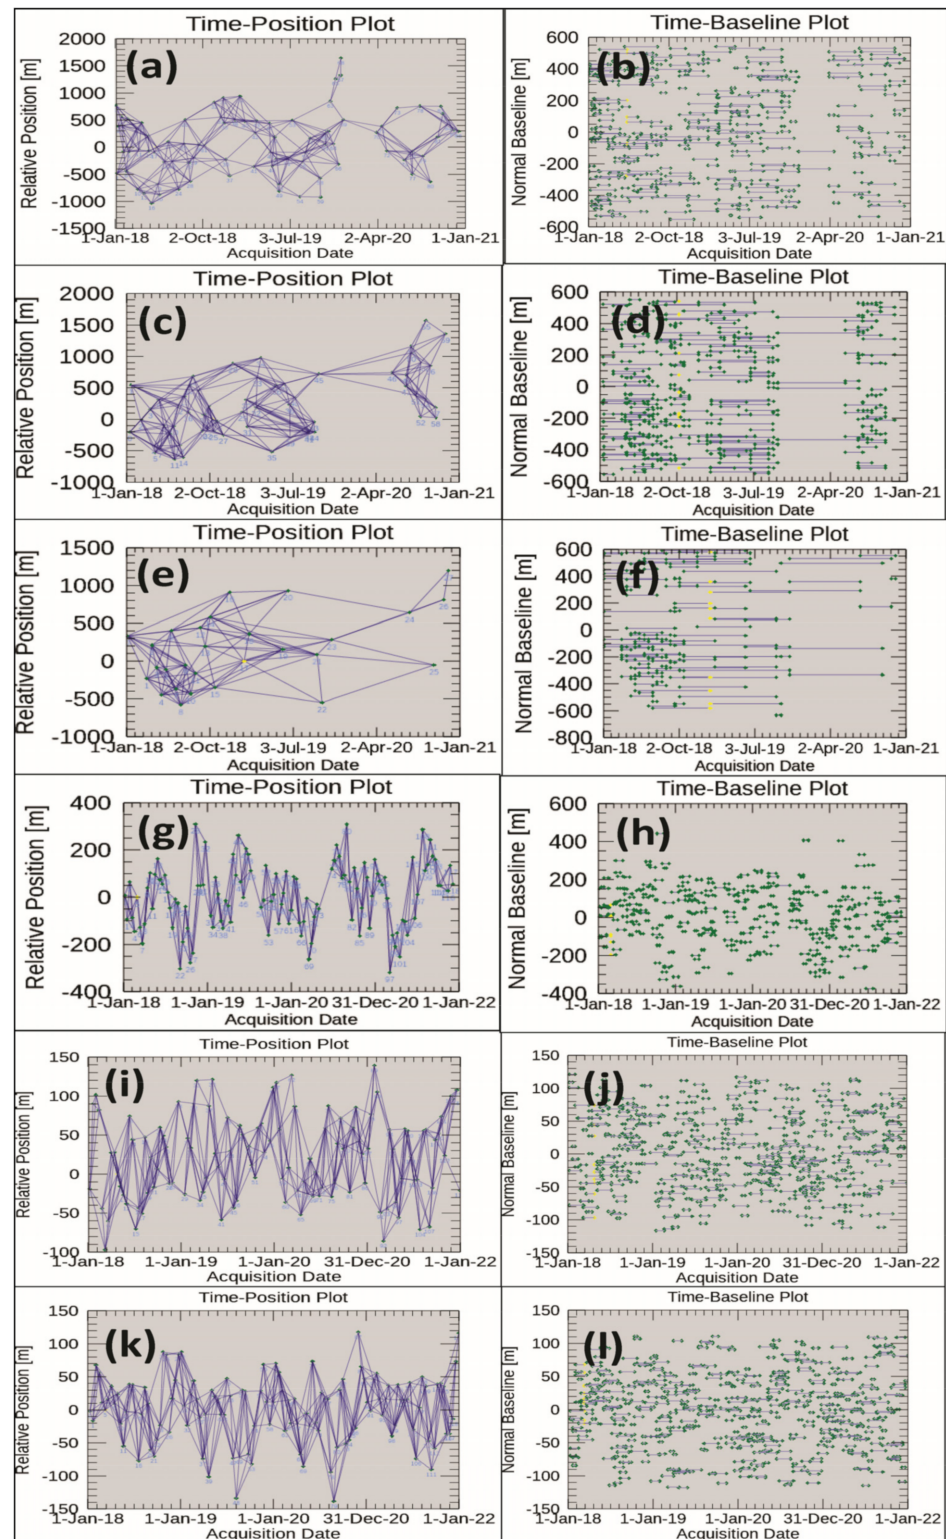 Time-Position Plot
Time-Baseline Plot
(a)
(b)
Relative Position [m]
2000
1500
1000
500
0
-500
-1000
-1500
1-Jan-18 2-Oct-18 3-Jul-19 2-Apr-20 1-Jan-21
Acquisition Date
Normal Baseline [m]
600
400
200
0
-200
-400
600
1-Jan-18 2-Oct-18 3-Jul-19 2-Apr-20 1-Jan-21
Acquisition Date
Time-Position Plot
Time-Baseline Plot
(c)
(d)
Relative Position [m]
2000
1500
1000
500
0
-500
-1000
1-Jan-18 2-Oct-18 3-Jul-19 2-Apr-20 1-Jan-21
Acquisition Date
Normal Baseline [m]
600
400
200
0
-200
-400
-600
1-Jan-18 2-Oct-18 3-Jul-19 2-Apr-20 1-Jan-21
Acquisition Date
Time-Position Plot
Time-Baseline Plot
(e)
(f)
Relative Position [m]
1500
1000
500
0
-500
-1000
20
24
26
23
25
22
1-Jan-18 2-Oct-18 3-Jul-19 2-Apr-20 1-Jan-21
Acquisition Date
Normal Baseline [m]
600
400
200
0
-200
-400
-600
-800
1-Jan-18 2-Oct-18 3-Jul-19 2-Apr-20 1-Jan-21
Acquisition Date
Time-Position Plot
Time-Baseline Plot
(g)
(h)
Relative Position [m]
400
200
0
-200
-400
1-Jan-18 1-Jan-19 1-Jan-20 31-Dec-20 1-Jan-22
Acquisition Date
Normal Baseline [m]
600
400
200
0
-200
-400
1-Jan-18 1-Jan-19 1-Jan-20 31-Dec-20 1-Jan-22
Acquisition Date
Time-Position Plot
Time-Baseline Plot
(i)
(j)
Relative Position [m]
150
100
50
0
-50
-100
1-Jan-18 1-Jan-19 1-Jan-20 31-Dec-20 1-Jan-22
Acquisition Date
Normal Baseline [m]
150
100
50
0
-50
-100
-150
1-Jan-18 1-Jan-19 1-Jan-20 31-Dec-20 1-Jan-22
Acquisition Date
Time-Position Plot
Time-Baseline Plot
(k)
(l)
Relative Position [m]
150
100
50
0
-50
-100
-150
1-Jan-18 1-Jan-19 1-Jan-20 31-Dec-20 1-Jan-22
Acquisition Date
Normal Baseline [m]
150
100
50
0
-50
-100
-150
1-Jan-18 1-Jan-19 1-Jan-20 31-Dec-20 1-Jan-22
Acquisition Date